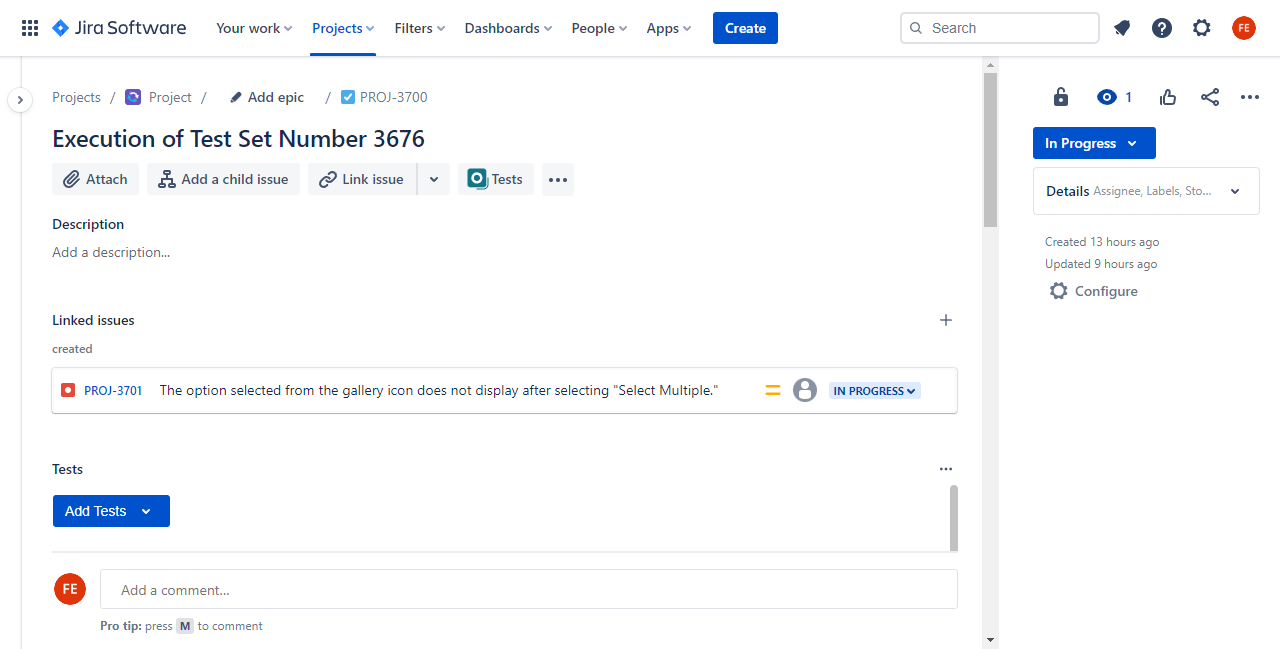 Jira Software Your work Projects Filters Dashboards People Apps Create Search FE
Projects / Project / Add epic / PROJ-3700 1
Execution of Test Set Number 3676
In Progress
Attach Add a child issue Link issue Tests
Details Assignee, Labels, Sto...
Description
Add a description...
Created 13 hours ago
Updated 9 hours ago
Configure
Linked issues
created
PROJ-3701 The option selected from the gallery icon does not display after selecting "Select Multiple." IN PROGRESS
Tests
Add Tests
FE Add a comment...
Pro tip: press M to comment